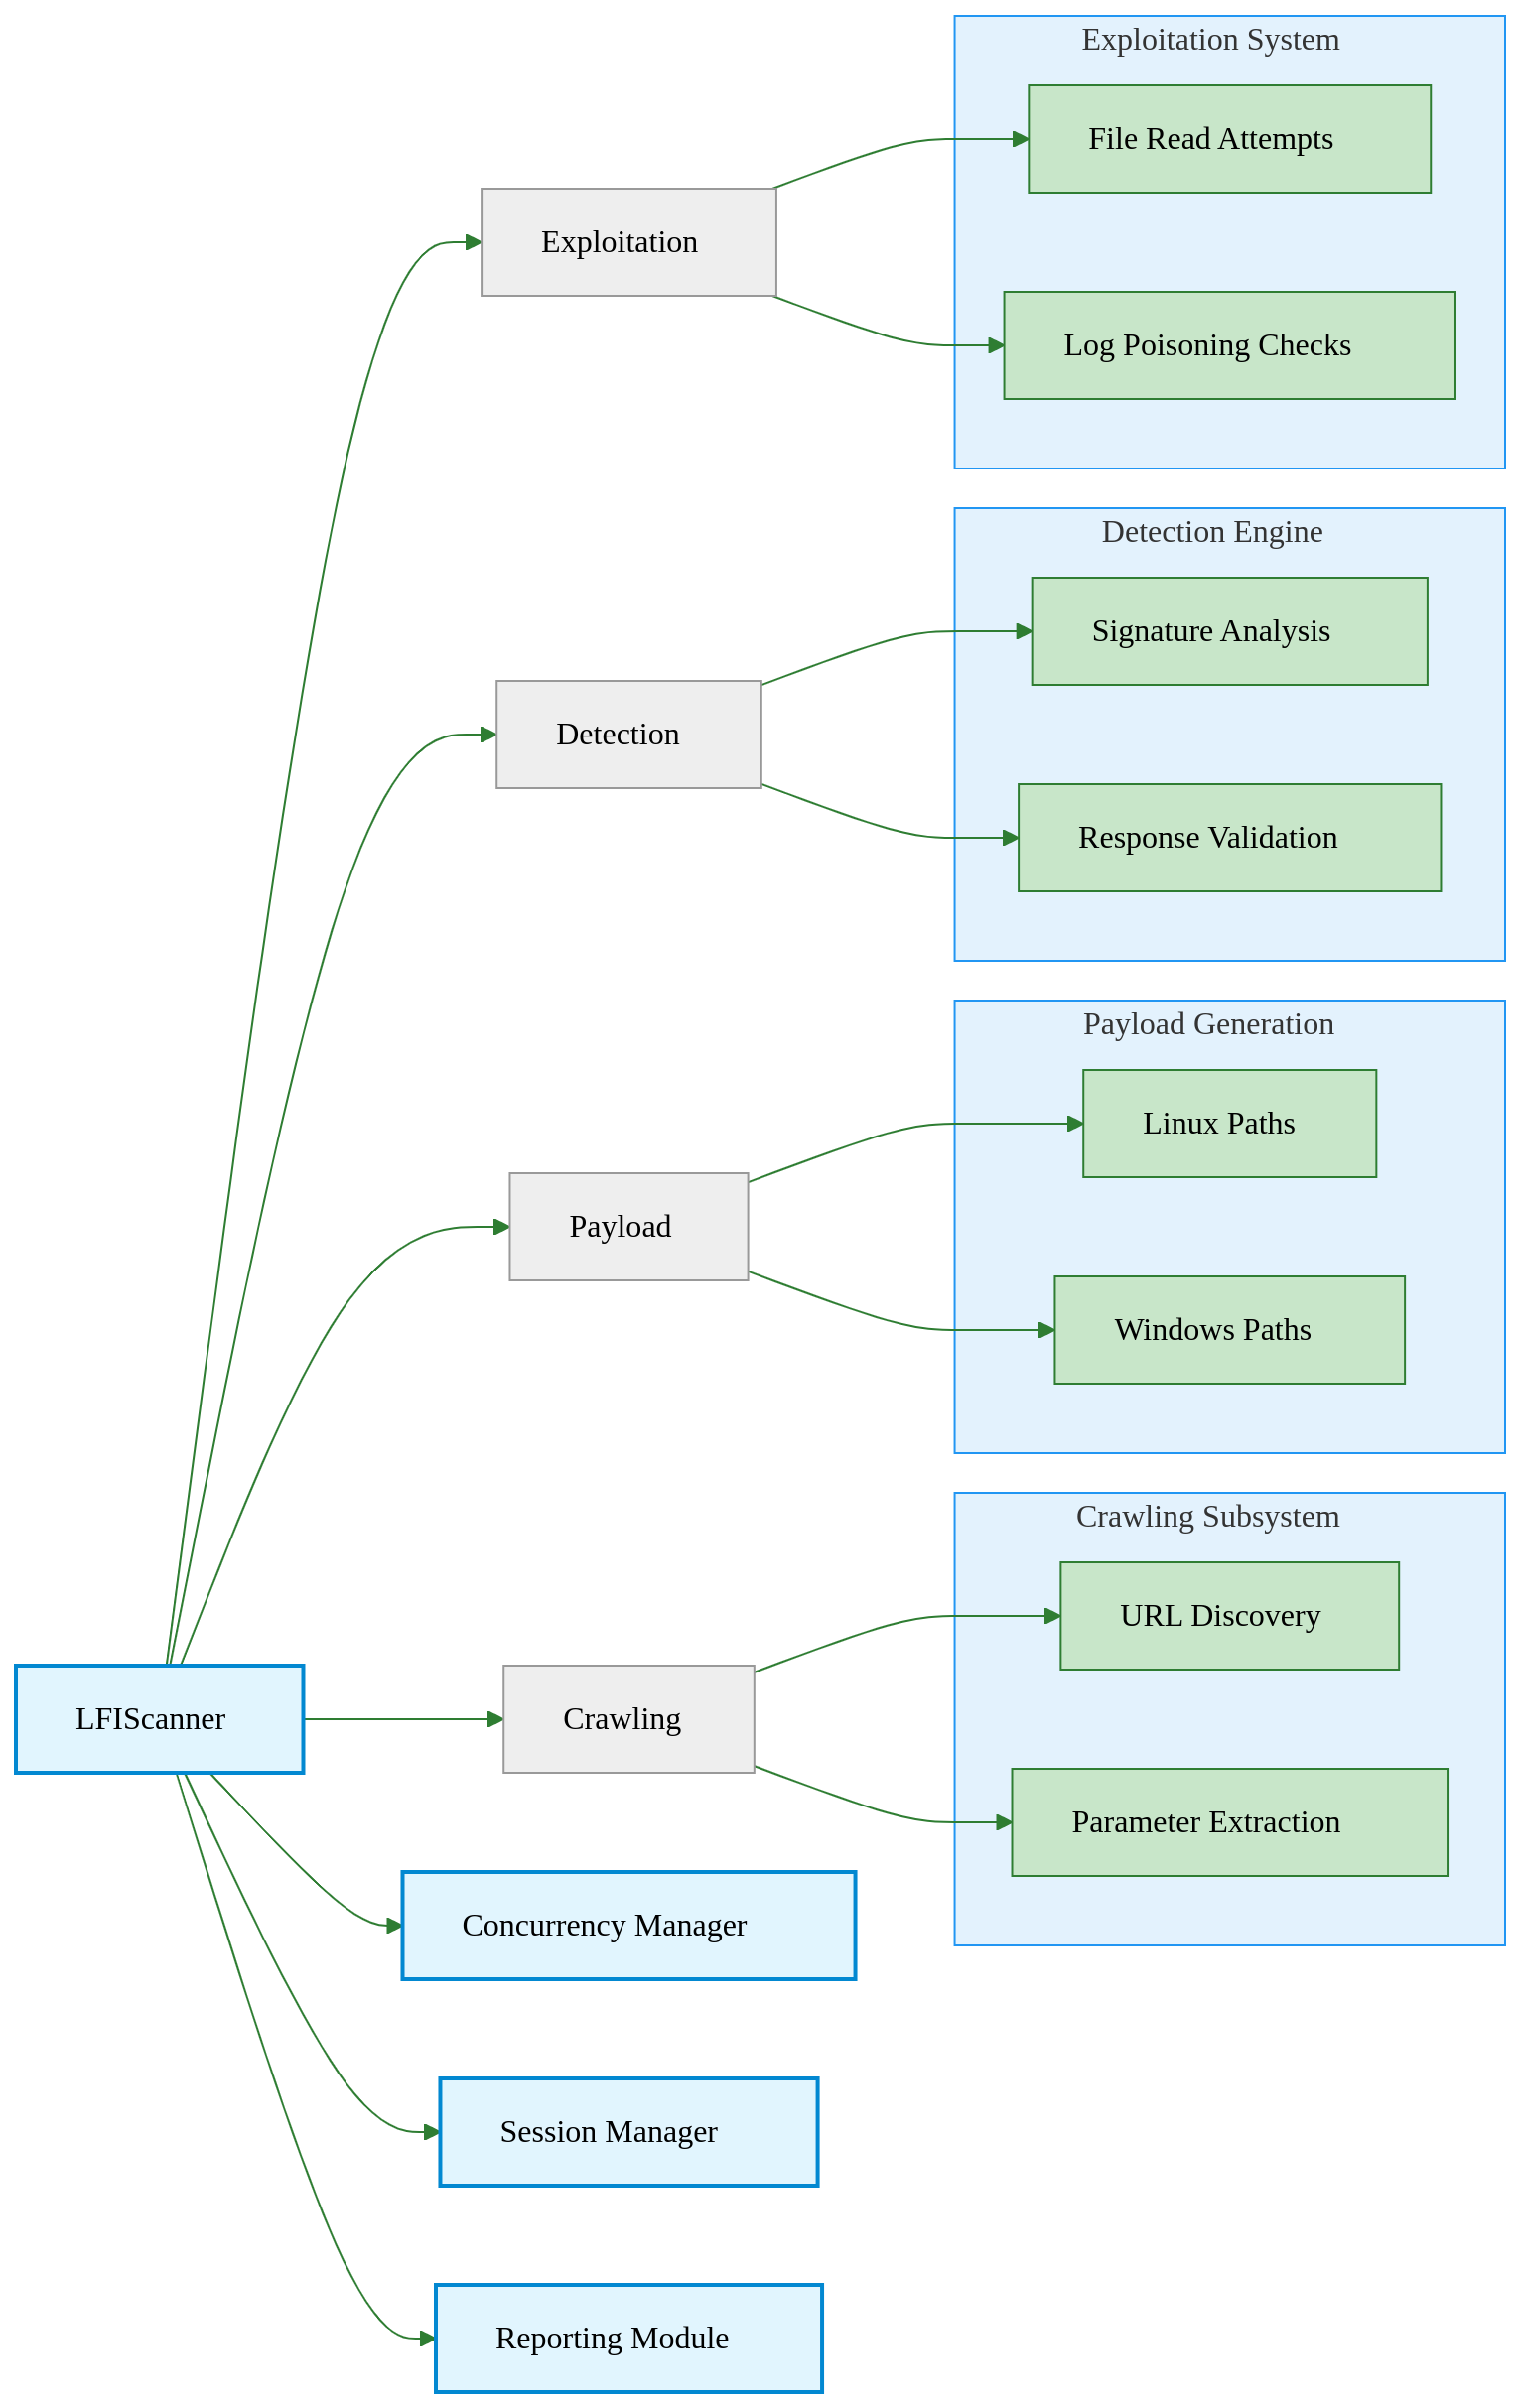 Exploitation System
File Read Attempts
Exploitation
Log Poisoning Checks
Detection Engine
Signature Analysis
Detection
Response Validation
Payload Generation
Linux Paths
Payload
Windows Paths
Crawling Subsystem
URL Discovery
LFIScanner
Crawling
Parameter Extraction
Concurrency Manager
Session Manager
Reporting Module